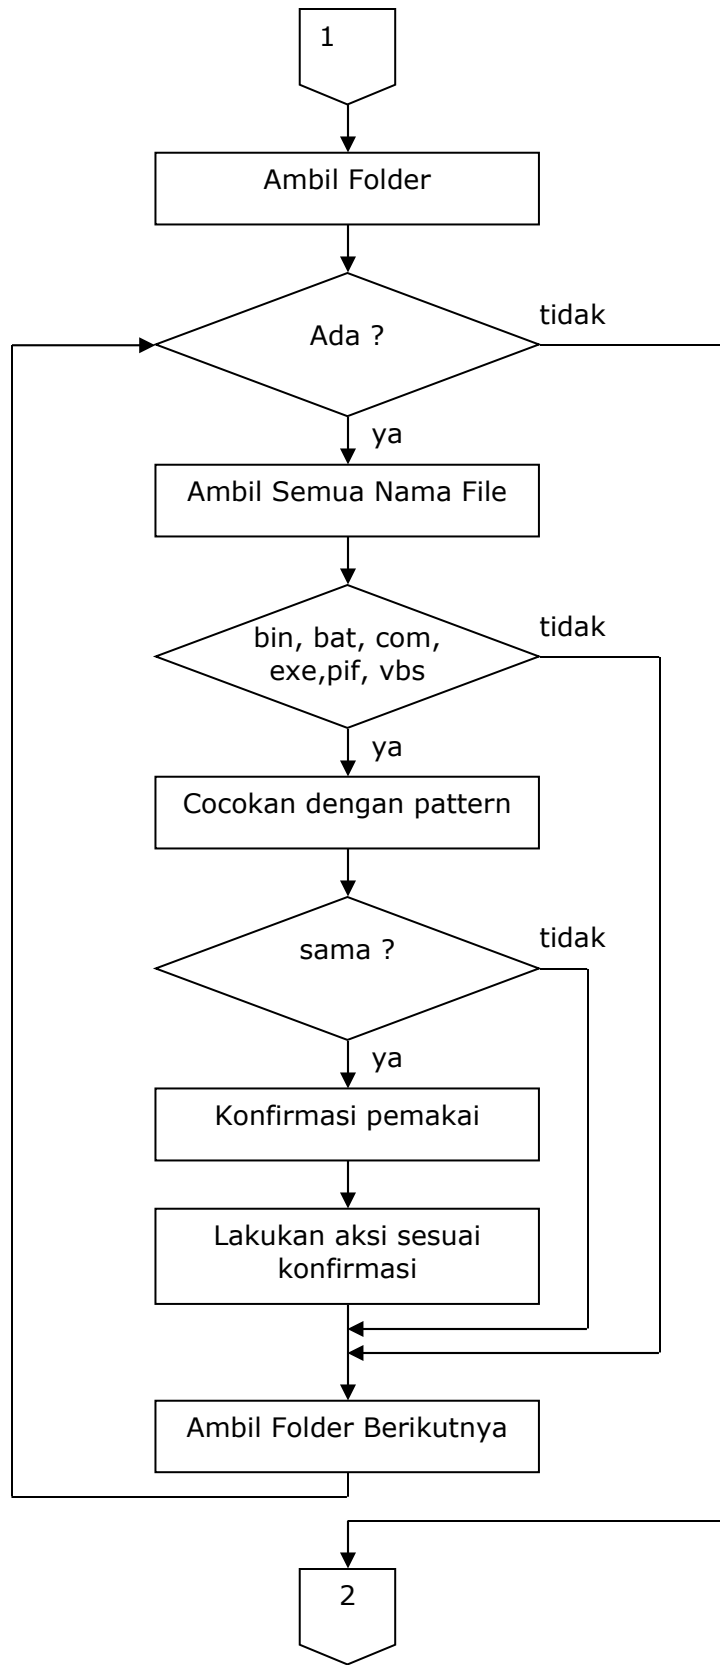 1
Ambil Folder
tidak
Ada ?
ya
Ambil Semua Nama File
tidak
bin, bat, com,
exe,pif, vbs
ya
Cocokan dengan pattern
tidak
sama ?
ya
Konfirmasi pemakai
Lakukan aksi sesuai
konfirmasi
Ambil Folder Berikutnya
2